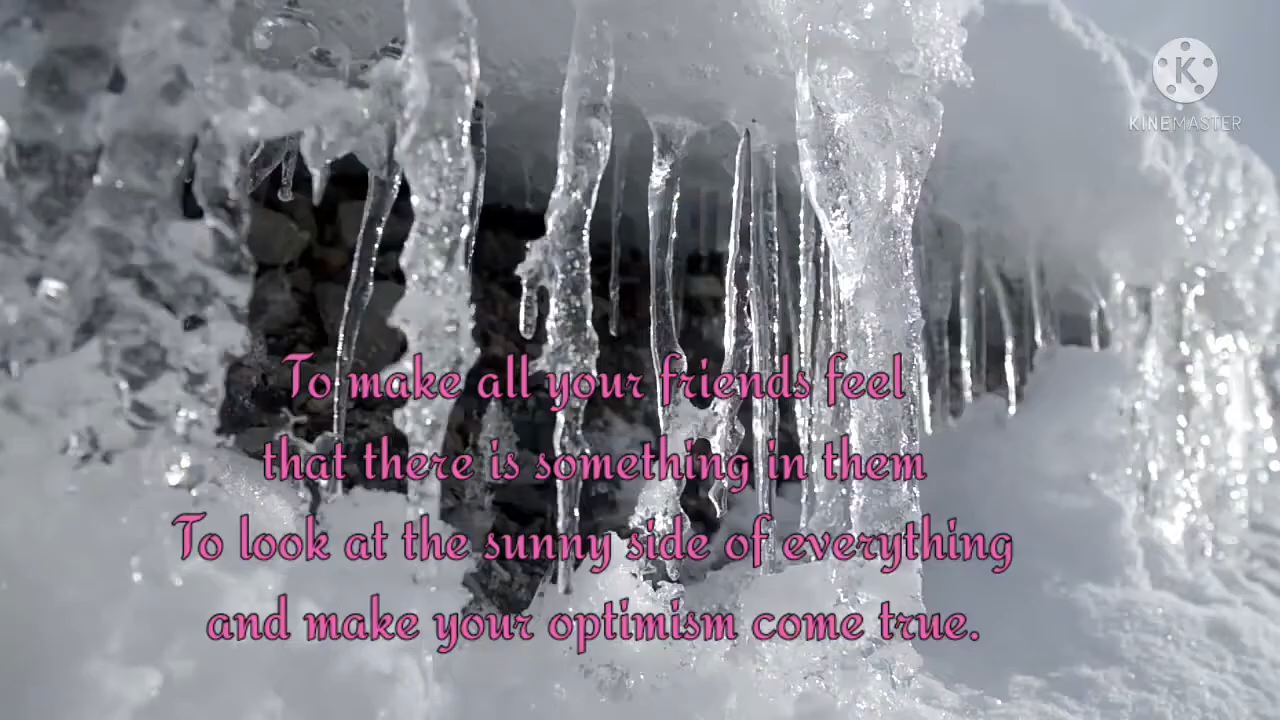 K
KINEMASTER
To make all your friends feel
that there is something in them
To look at the sunny side of everything
and make your optimism come true.